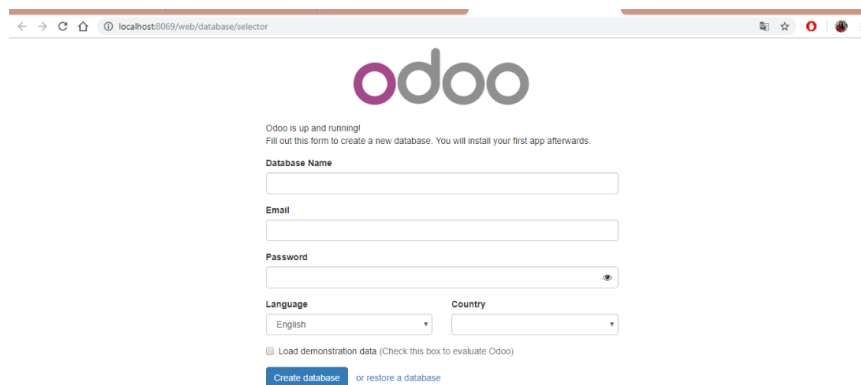 localhost:8069/web/database/selector
odoo
Odoo is up and running!
Fill out this form to create a new database. You will install your first app afterwards.
Database Name
Email
Password
Language Country
English
Load demonstration data (Check this box to evaluate Odoo)
Create database or restore a database